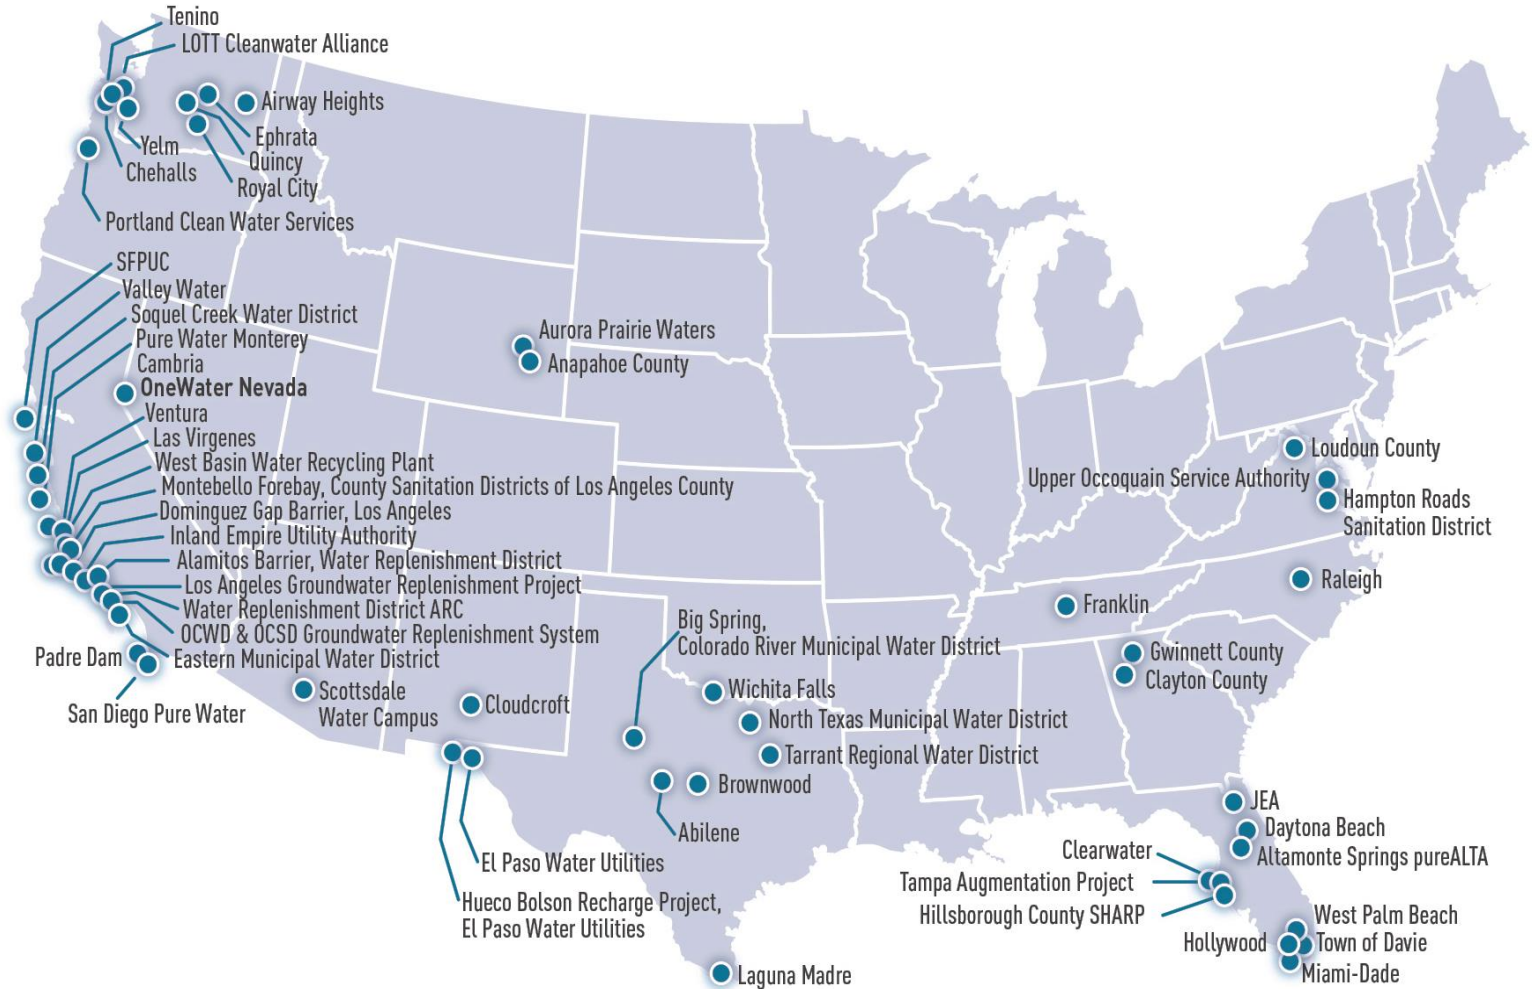 Tenino
LOTT Cleanwater Alliance
Airway Heights
Ephrata
Quincy
Royal City
Yelm
Chehalls
Portland Clean Water Services
SFPUC
Valley Water
Soquel Creek Water District
Pure Water Monterey
Cambria
OneWater Nevada
Ventura
Las Virgenes
West Basin Water Recycling Plant
Montebello Forebay, County Sanitation Districts of Los Angeles County
Dominguez Gap Barrier, Los Angeles
Inland Empire Utility Authority
Alamitos Barrier, Water Replenishment District
Los Angeles Groundwater Replenishment Project
Water Replenishment District ARC
OCWD & OCSD Groundwater Replenishment System
Eastern Municipal Water District
Padre Dam
San Diego Pure Water
Scottsdale
Water Campus
Cloudcroft
Aurora Prairie Waters
Anapahoe County
Big Spring,
Colorado River Municipal Water District
Wichita Falls
North Texas Municipal Water District
Tarrant Regional Water District
Brownwood
Abilene
El Paso Water Utilities
Hueco Bolson Recharge Project,
El Paso Water Utilities
Laguna Madre
Loudoun County
Upper Occoquain Service Authority
Hampton Roads
Sanitation District
Raleigh
Franklin
Gwinnett County
Clayton County
JEA
Daytona Beach
Altamonte Springs pureALTA
Clearwater
Tampa Augmentation Project
Hillsborough County SHARP
West Palm Beach
Hollywood
Town of Davie
Miami-Dade